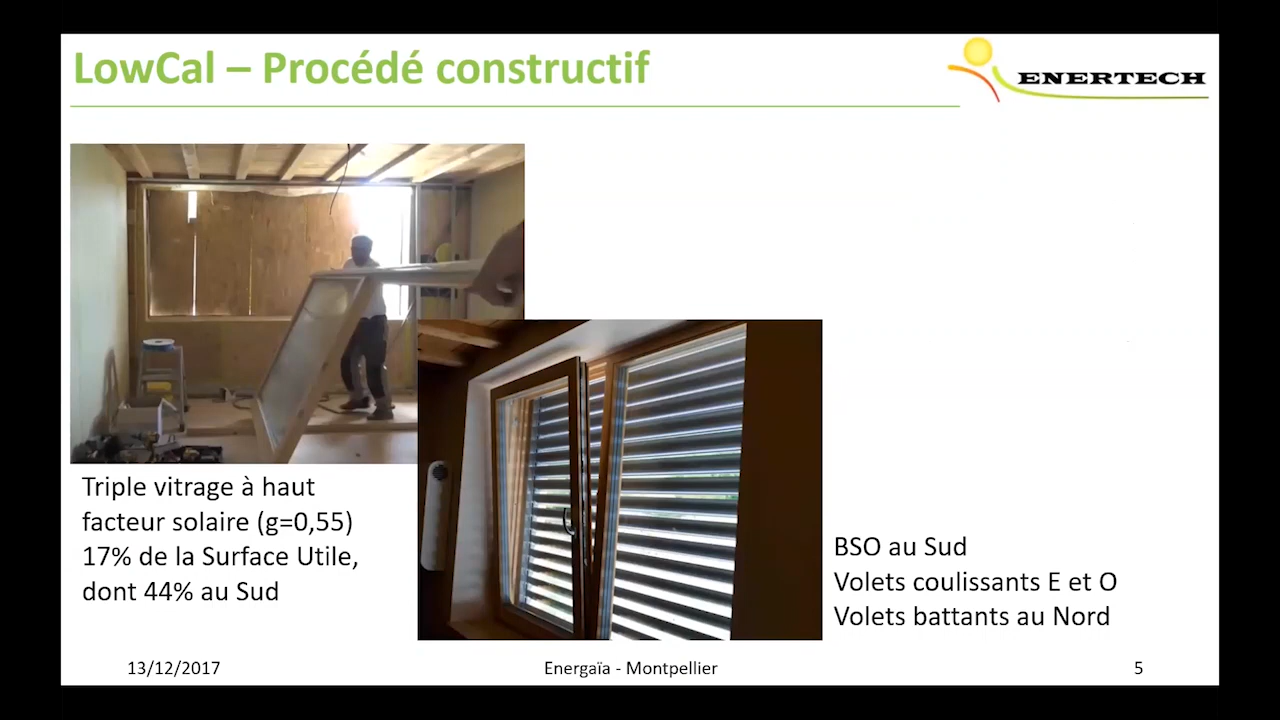 LowCal – Procédé constructif
ENERTECH
Triple vitrage à haut
facteur solaire (g=0,55)
17% de la Surface Utile,
dont 44% au Sud
BSO au Sud
Volets coulissants E et O
Volets battants au Nord
13/12/2017
Energaïa - Montpellier
5